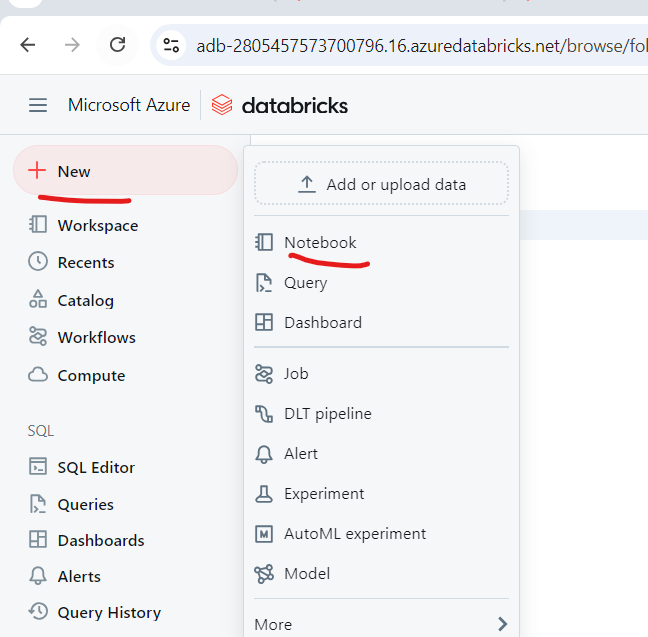 adb-2805457573700796.16.azuredatabricks.net/browse/fol
Microsoft Azure databricks
New
Workspace
Recents
Catalog
Workflows
Compute
SQL
SQL Editor
Queries
Dashboards
Alerts
Query History
Add or upload data
Notebook
Query
Dashboard
Job
DLT pipeline
Alert
Experiment
M AutoML experiment
Model
More